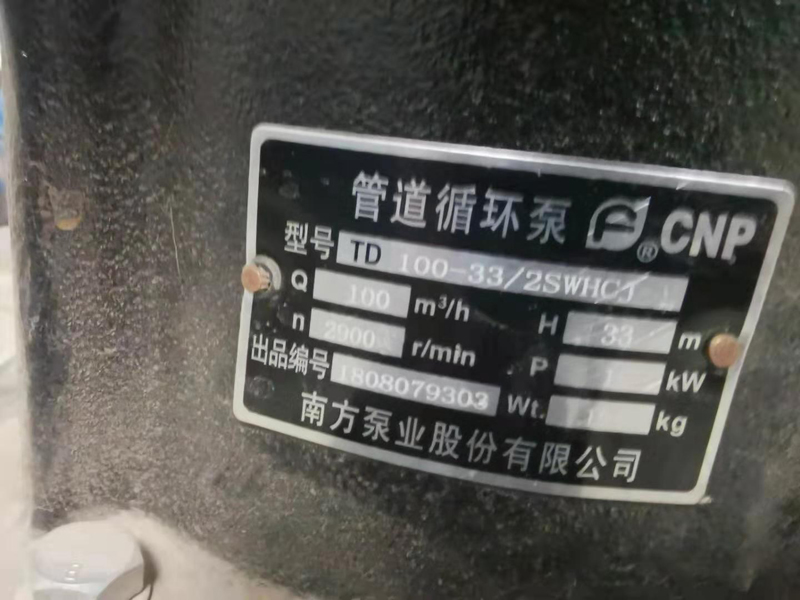 管道循环泵 ® CNP
型号 TD 100-33/2SWHCJ
Q 100 m³/h H 33 m
n 2900 r/min P kW
出品编号 1808079303 Wt. kg
南方泵业股份有限公司